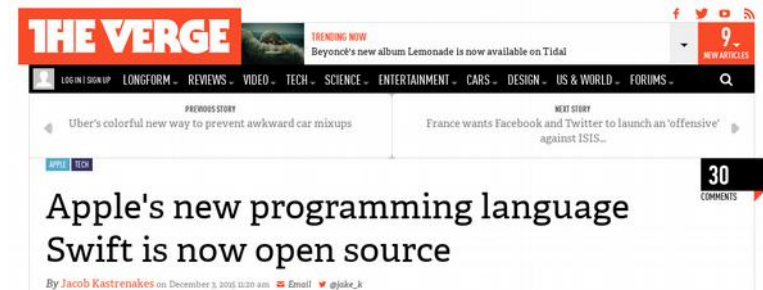 THE VERGE
TRENDING NOW
Beyoncé's new album Lemonade is now available on Tidal
9
NEW ARTICLES
LOG IN | SIGN UP LONGFORM REVIEWS VIDEO TECH SCIENCE ENTERTAINMENT CARS DESIGN US & WORLD FORUMS
PREVIOUS STORY
Uber's colorful new way to prevent awkward car mixups
NEXT STORY
France wants Facebook and Twitter to launch an 'offensive'
against ISIS...
APPLE TECH
30
COMMENTS
Apple's new programming language
Swift is now open source
By Jacob Kastrenakes on December 3, 2015 11:20 am Email @jake_k